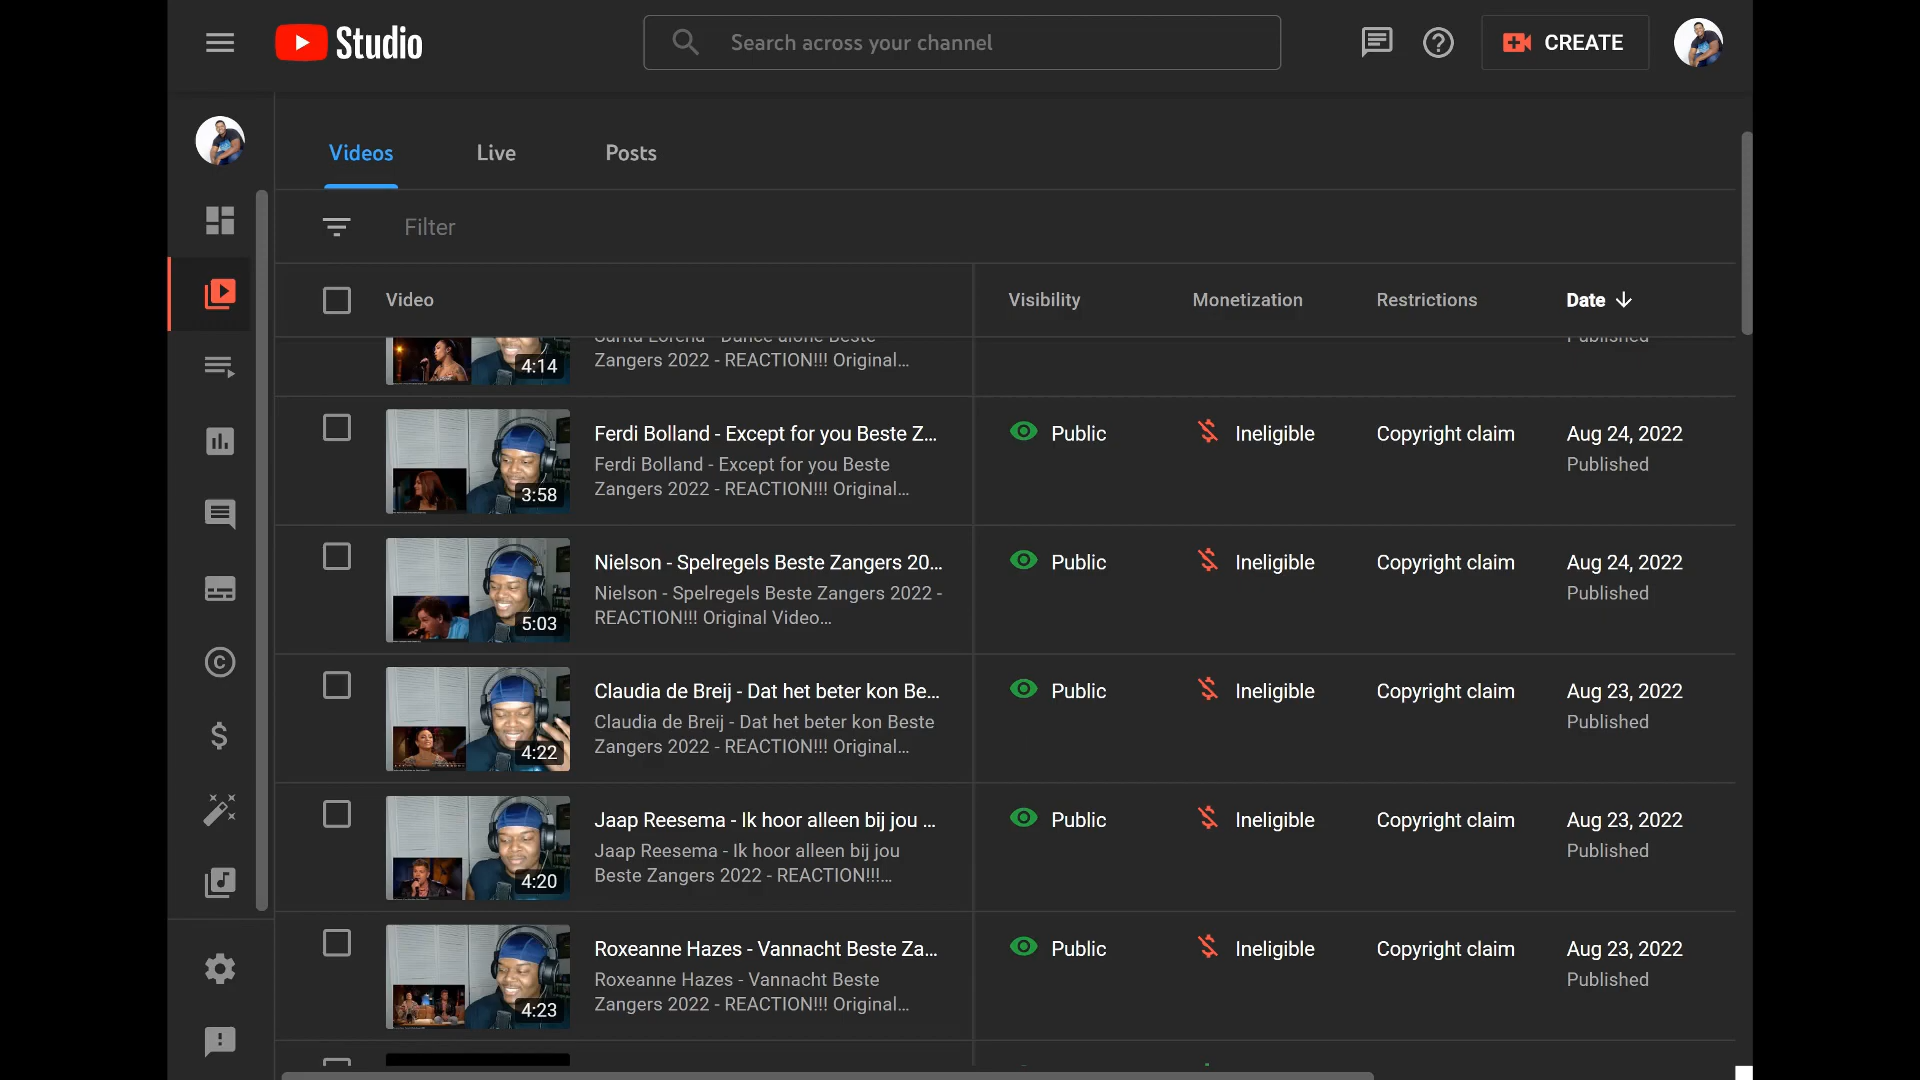 Studio
Search across your channel
CREATE
Videos
Live
Posts
Filter
Video
Visibility
Monetization
Restrictions
Date
Zangers 2022 - REACTION!!! Original...
4:14
Published
Ferdi Bolland - Except for you Beste Z...
Ferdi Bolland - Except for you Beste
Zangers 2022 - REACTION!!! Original...
3:58
Public
Ineligible
Copyright claim
Aug 24, 2022
Published
Nielson - Spelregels Beste Zangers 20...
Nielson - Spelregels Beste Zangers 2022 -
REACTION!!! Original Video...
5:03
Public
Ineligible
Copyright claim
Aug 24, 2022
Published
Claudia de Breij - Dat het beter kon Be...
Claudia de Breij - Dat het beter kon Beste
Zangers 2022 - REACTION!!! Original...
4:22
Public
Ineligible
Copyright claim
Aug 23, 2022
Published
Jaap Reesema - Ik hoor alleen bij jou ...
Jaap Reesema - Ik hoor alleen bij jou
Beste Zangers 2022 - REACTION!!!...
4:20
Public
Ineligible
Copyright claim
Aug 23, 2022
Published
Roxeanne Hazes - Vannacht Beste Za...
Roxeanne Hazes - Vannacht Beste
Zangers 2022 - REACTION!!! Original...
4:23
Public
Ineligible
Copyright claim
Aug 23, 2022
Published